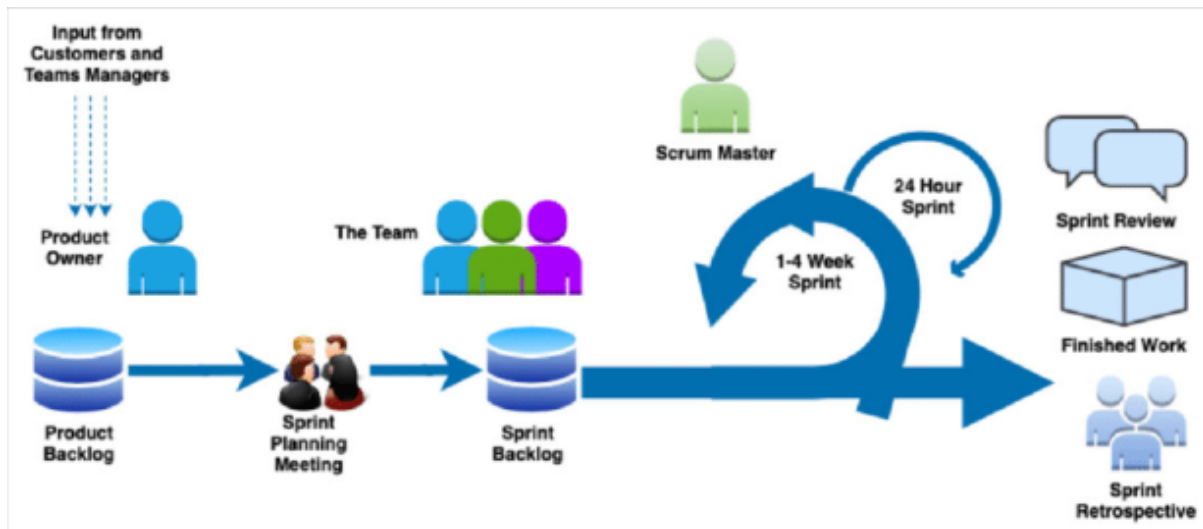 Input from
Customers and
Teams Managers
Product
Owner
The Team
Scrum Master
24 Hour
Sprint
1-4 Week
Sprint
Sprint Review
Finished Work
Product
Backlog
Sprint
Planning
Meeting
Sprint
Backlog
Sprint
Retrospective